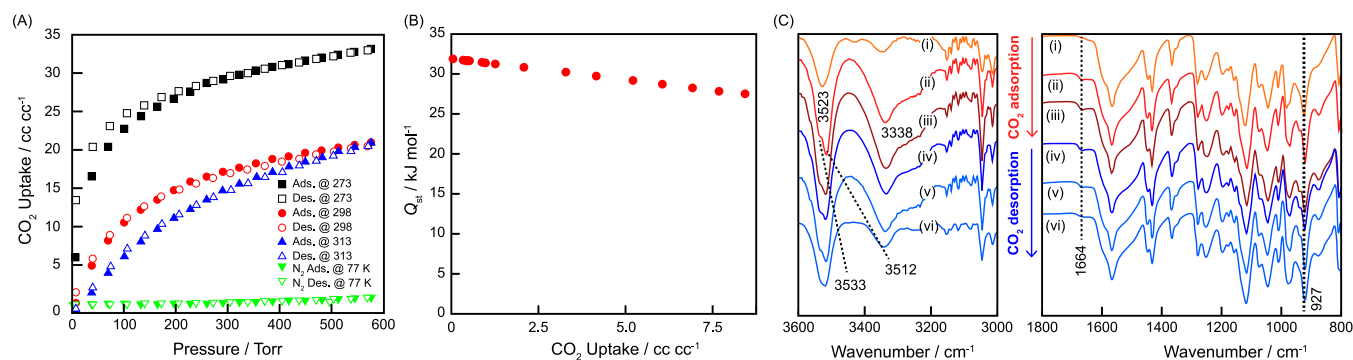 (A)
CO2 Uptake / cc cc-1
35
30
25
20
15
10
5
0
Ads. @ 273
Des. @ 273
Ads. @ 298
Des. @ 298
Ads. @ 313
Des. @ 313
N2 Ads. @ 77 K
N2 Des. @ 77 K
0 100 200 300 400 500 600
Pressure / Torr
(B)
Qst / kJ mol-1
35
30
25
20
15
10
5
0
0 2.5 5.0 7.5
CO2 Uptake / cc cc-1
(C)
(i)
(ii)
(iii)
(iv)
(v)
(vi)
3523
3338
3533
3512
3600 3400 3200 3000
Wavenumber / cm-1
CO2 adsorption
CO2 desorption
(i)
(ii)
(iii)
(iv)
(v)
(vi)
1664
927
1800 1600 1400 1200 1000 800
Wavenumber / cm-1